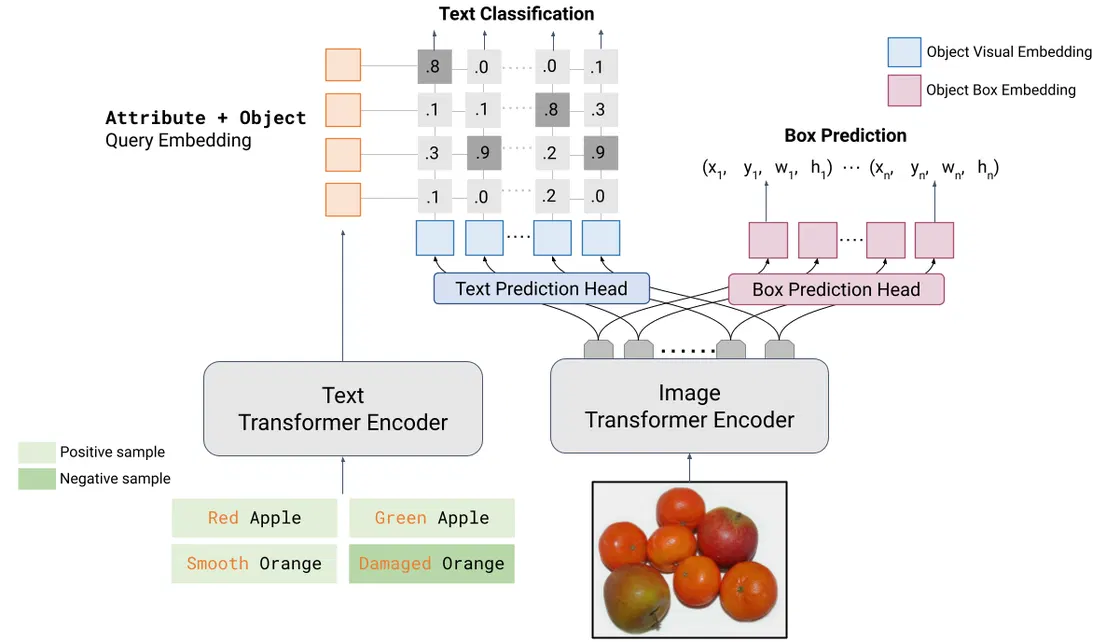 Text Classification
.8 .0 ...... .0 .1
.1 .1 ...... .8 .3
.3 .9 ...... .2 .9
.1 .0 ...... .2 .0
Attribute + Object
Query Embedding
Object Visual Embedding
Object Box Embedding
Box Prediction
(x1, y1, w1, h1) ··· (xn, yn, wn, hn)
Text Prediction Head
Box Prediction Head
Text
Transformer Encoder
Image
Transformer Encoder
Positive sample
Negative sample
Red Apple
Green Apple
Smooth Orange
Damaged Orange